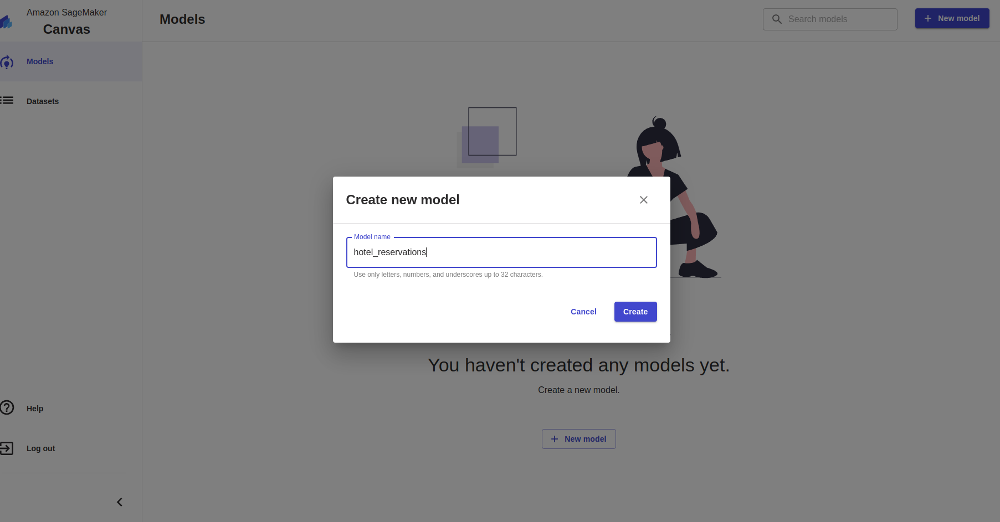 Amazon SageMaker
Canvas
Models
Datasets
Help
Log out
Models
Search models
New model
Create new model
Model name
hotel_reservations
Use only letters, numbers, and underscores up to 32 characters.
Cancel
Create
You haven't created any models yet.
Create a new model.
New model